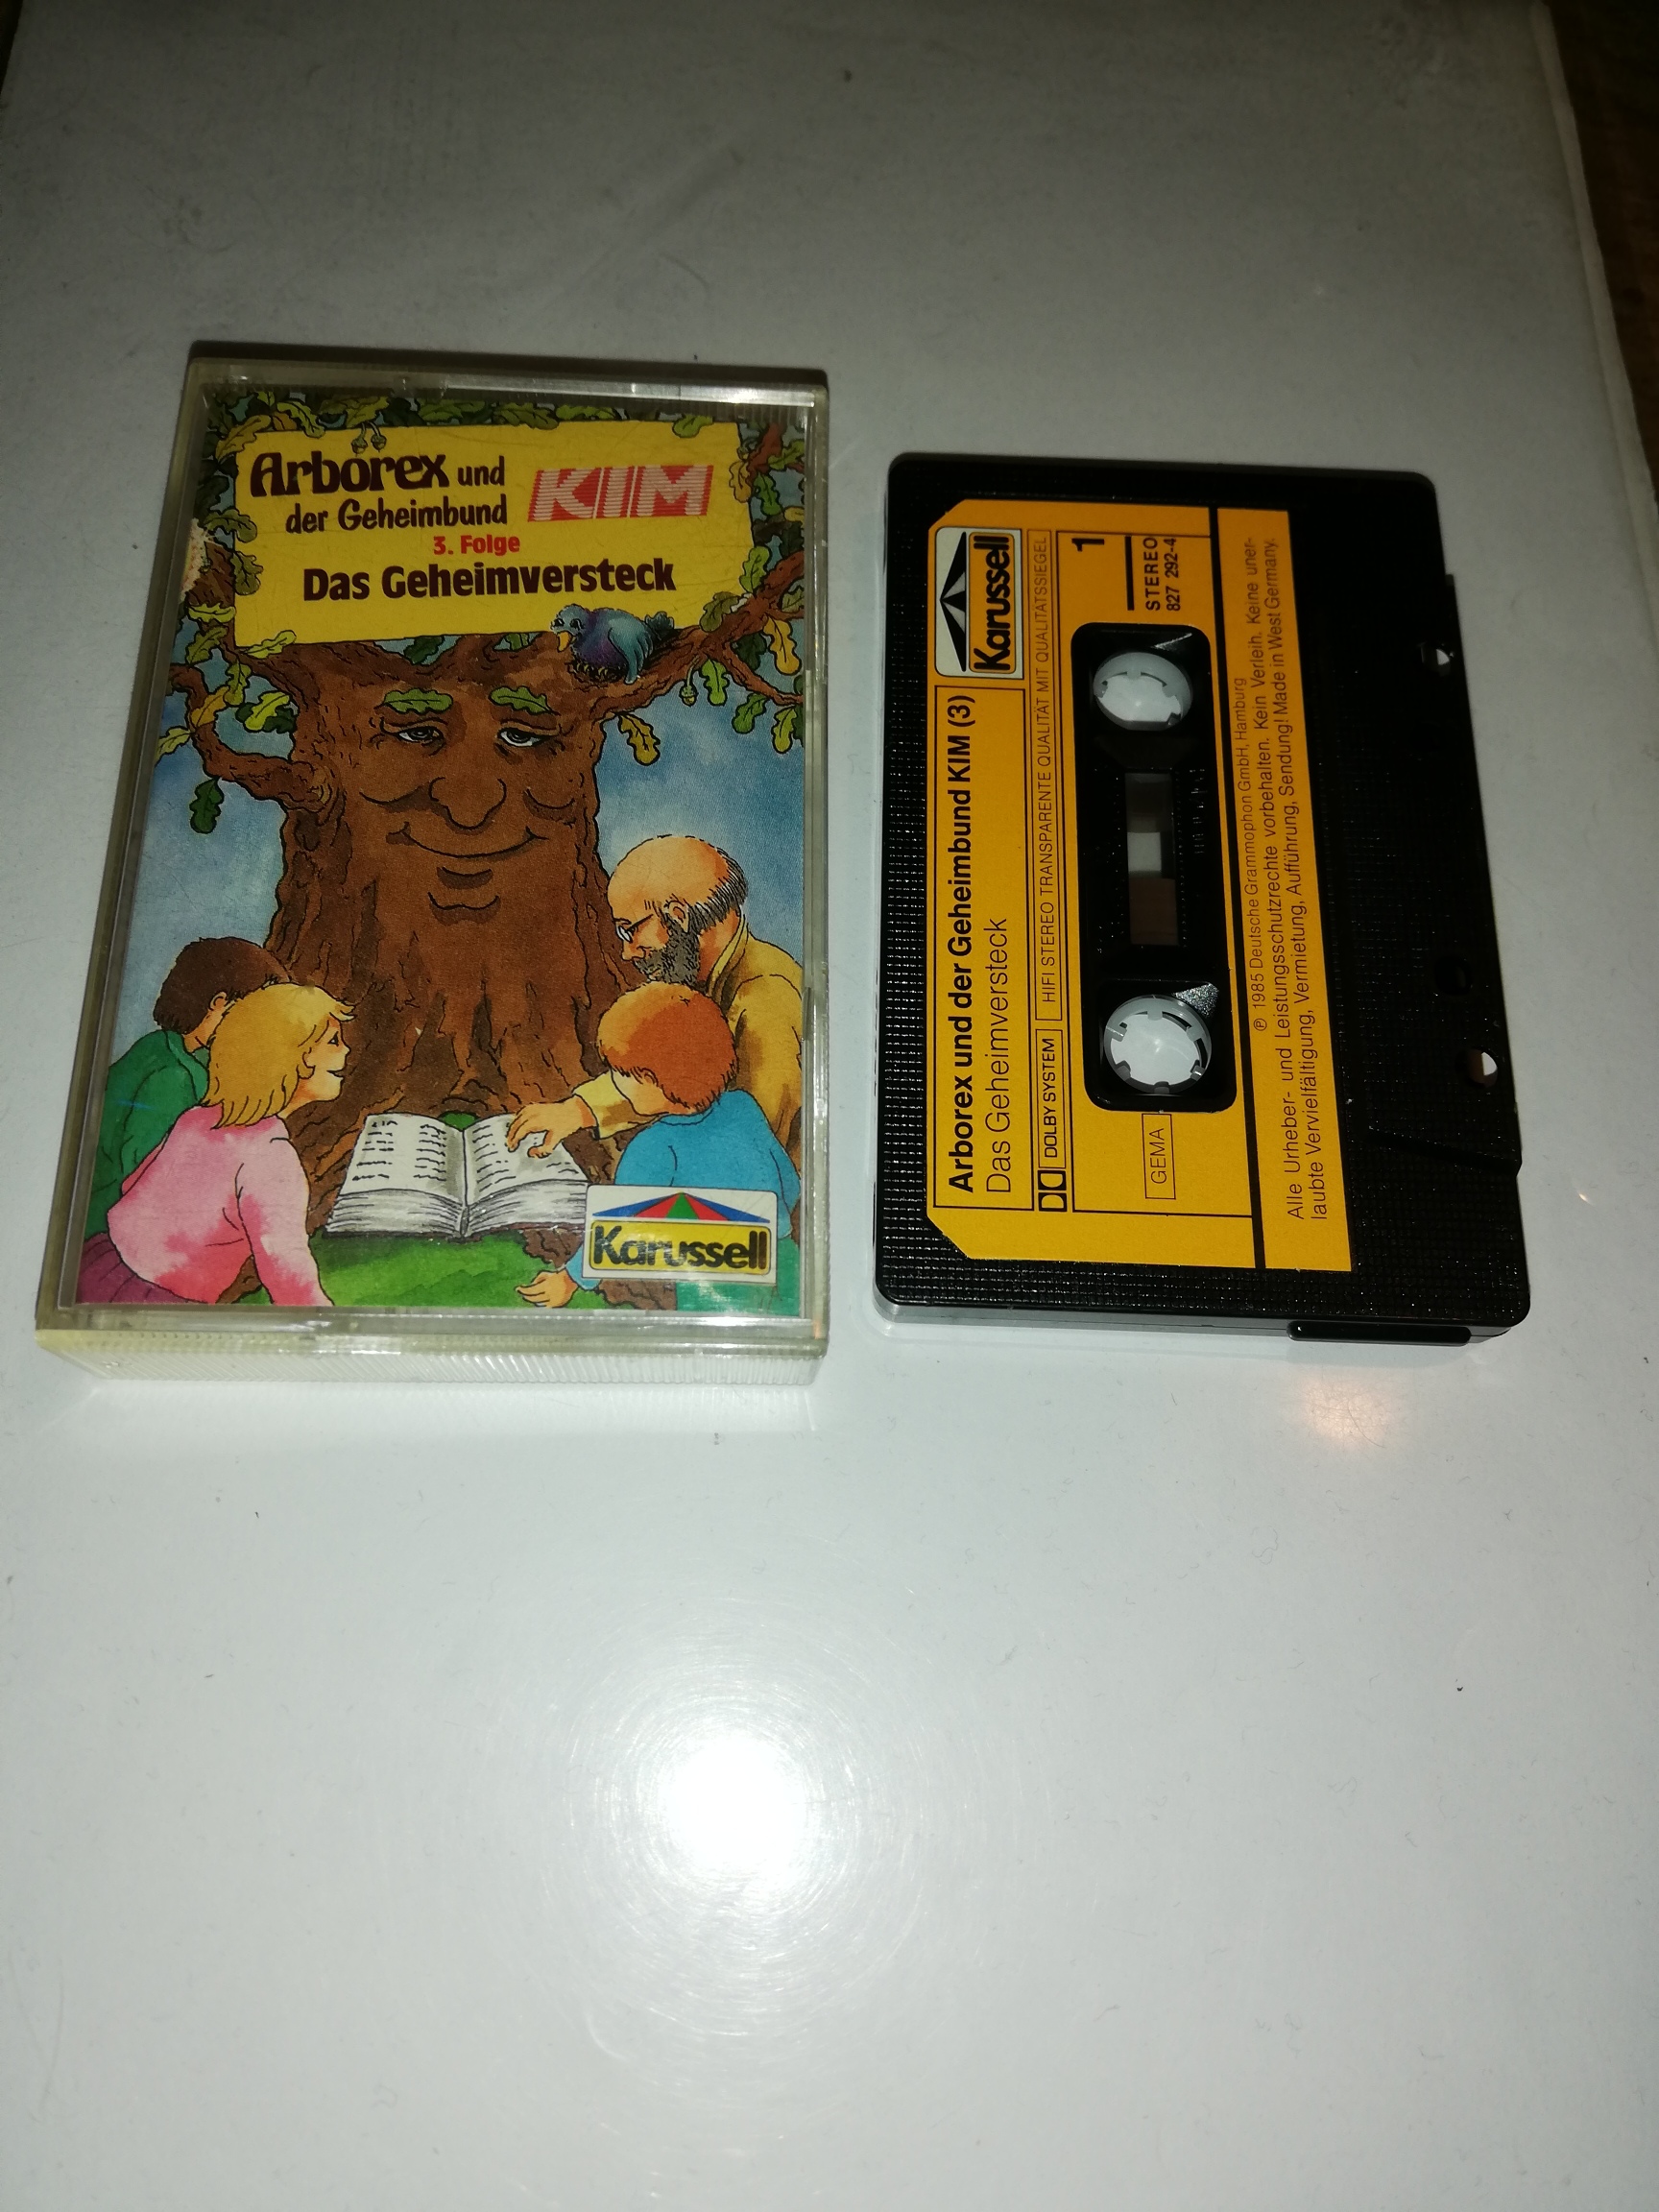 Arborex und
der Geheimbund
KIM
3. Folge
Das Geheimversteck
Karussell
Karussell
Arborex und der Geheimbund KIM (3)
Das Geheimversteck
DOLBY SYSTEM
HIFI STEREO TRANSPARENTE QUALITÄT MIT QUALITÄTSSIEGEL
1
STEREO
827 292-4
GEMA
℗ 1985 Deutsche Grammophon GmbH, Hamburg
Alle Urheber- und Leistungsschutzrechte vorbehalten. Kein Verleih. Keine uner-
laubte Vervielfältigung, Vermietung, Aufführung, Sendung! Made in West Germany.